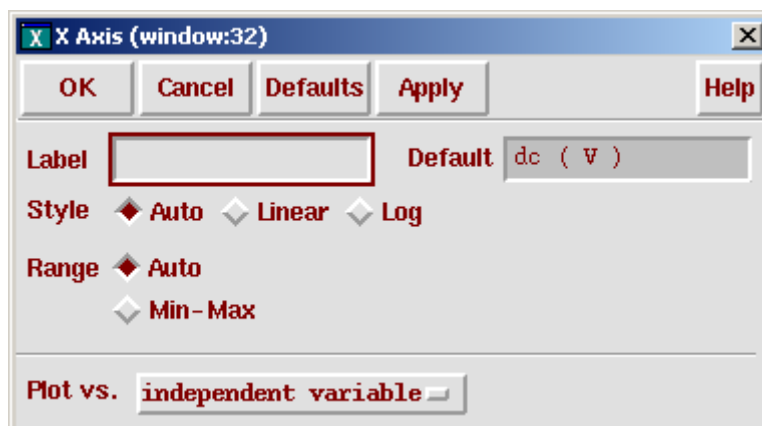 X X Axis (window:32)
OK Cancel Defaults Apply Help
Label Default dc ( V )
Style Auto Linear Log
Range Auto
Min-Max
Plot vs. independent variable